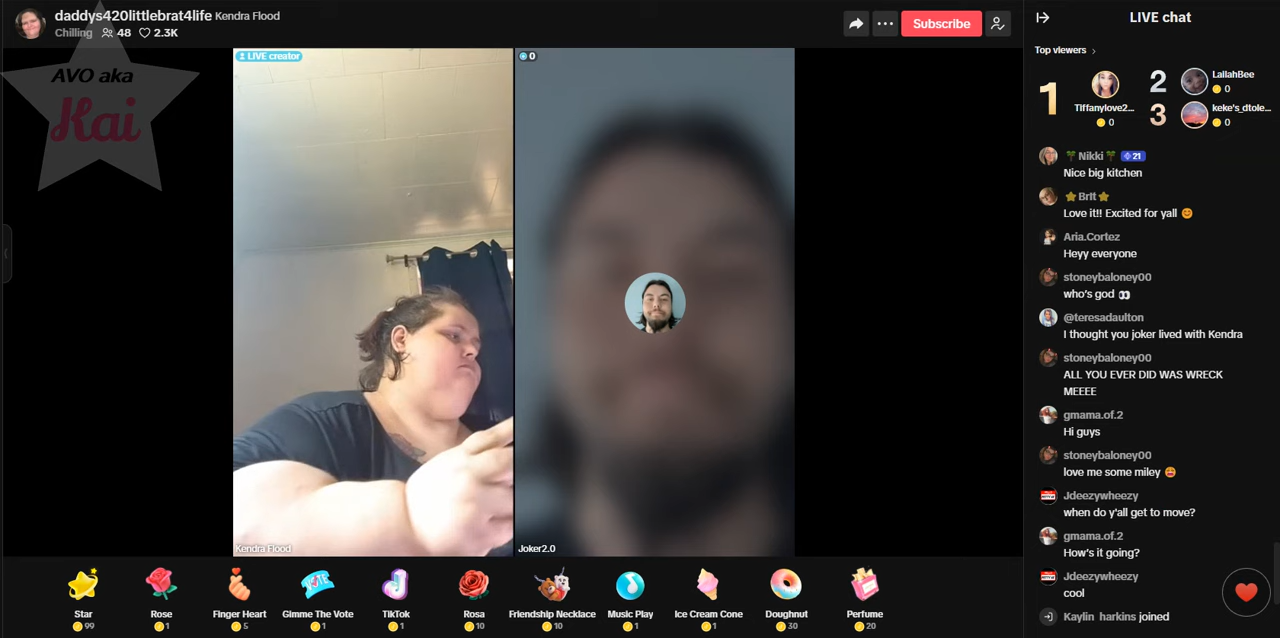 daddys420littlebrat4life Kendra Flood
Chilling 48 2.3K
Subscribe
AVO aka
Kai
LIVE creator
0
Kendra Flood
Joker2.0
Star
99
Rose
1
Finger Heart
5
Gimme The Vote
1
TikTok
1
Rosa
10
Friendship Necklace
10
Music Play
1
Ice Cream Cone
1
Doughnut
30
Perfume
20
LIVE chat
Top viewers
1
Tiffanylove2...
0
2
LailahBee
0
3
keke's_dtole...
0
Nikki 21
Nice big kitchen
Britt
Love it!! Excited for yall 😊
Aria.Cortez
Heyy everyone
stoneybaloney00
who's god 👀
@teresadaulton
I thought you joker lived with Kendra
stoneybaloney00
ALL YOU EVER DID WAS WRECK
MEEEE
gmama.of.2
Hi guys
stoneybaloney00
love me some miley 😩
Jdeezywheezy
when do y'all get to move?
gmama.of.2
How's it going?
Jdeezywheezy
cool
Kaylin harkins joined